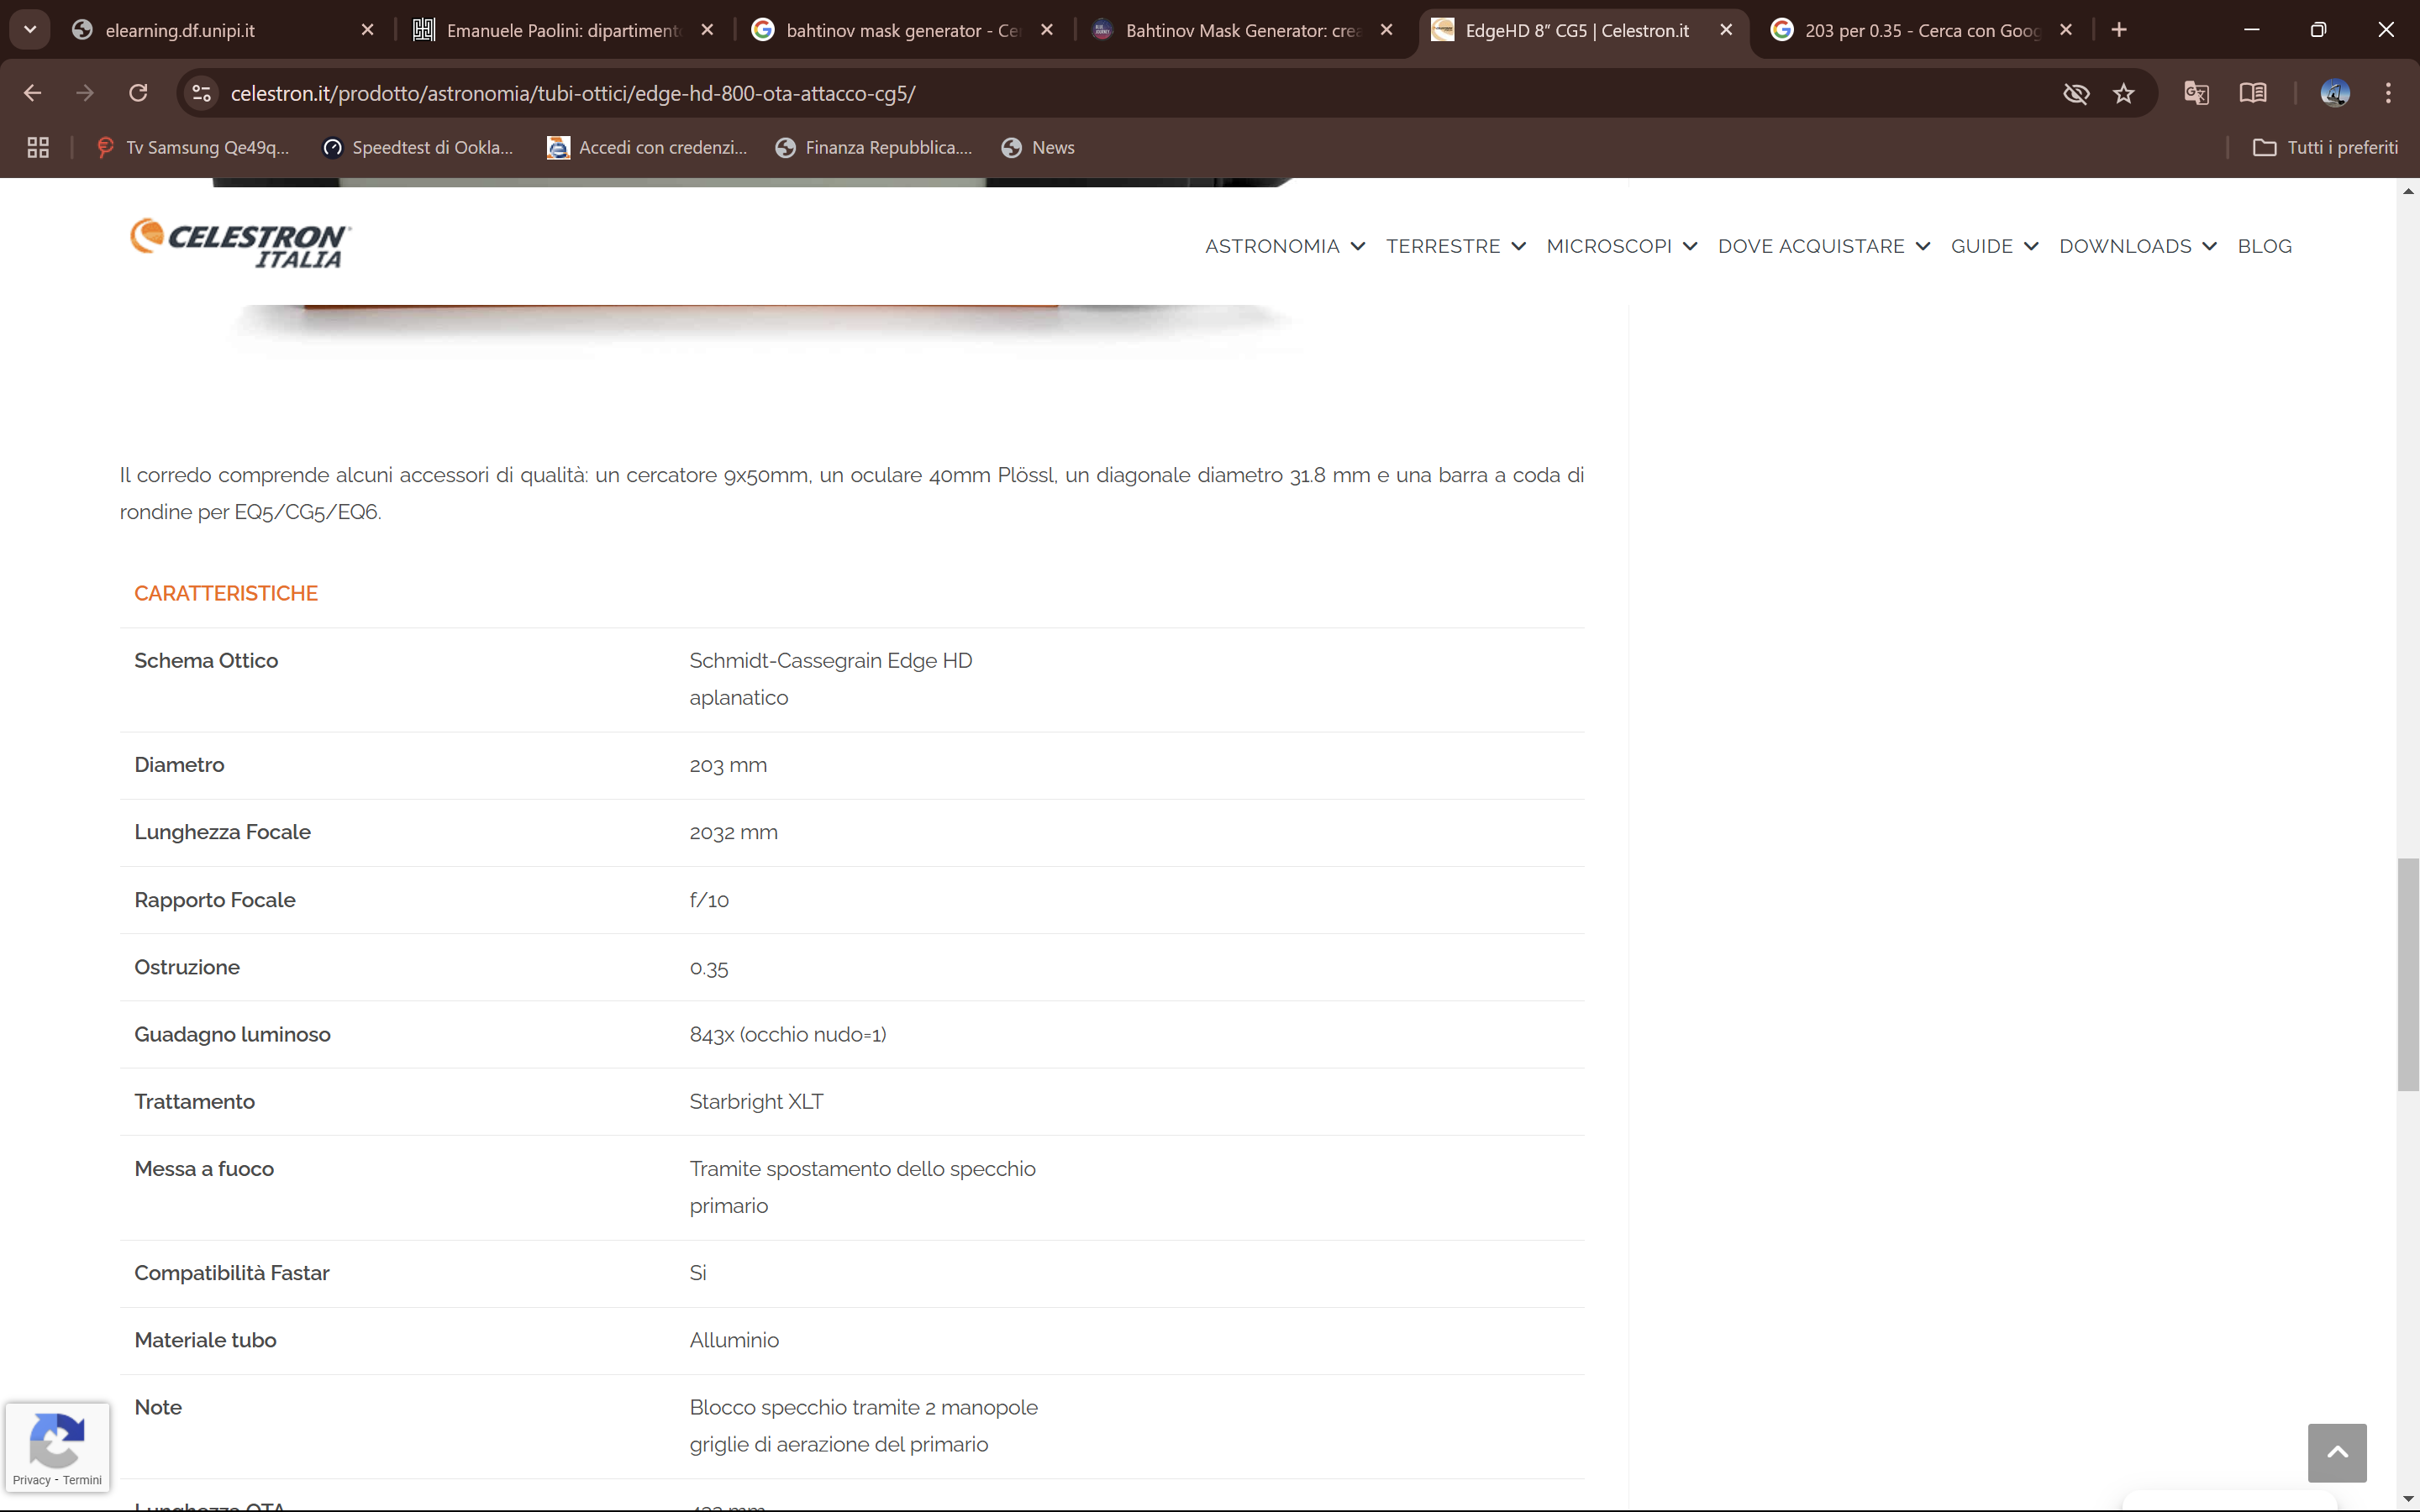 elearning.df.unipi.it
Emanuele Paolini: dipartiment
bahtinov mask generator - Ce
Bahtinov Mask Generator: crea
EdgeHD 8” CG5 | Celestron.it
203 per 0.35 - Cerca con Goog
celestron.it/prodotto/astronomia/tubi-ottici/edge-hd-800-ota-attacco-cg5/
Tv Samsung Qe49q...
Speedtest di Ookla...
Accedi con credenzi...
Finanza Repubblica....
News
Tutti i preferiti
CELESTRON
ITALIA
ASTRONOMIA
TERRESTRE
MICROSCOPI
DOVE ACQUISTARE
GUIDE
DOWNLOADS
BLOG
Il corredo comprende alcuni accessori di qualità: un cercatore 9x50mm, un oculare 40mm Plössl, un diagonale diametro 31.8 mm e una barra a coda di
rondine per EQ5/CG5/EQ6.
CARATTERISTICHE
Schema Ottico
Schmidt-Cassegrain Edge HD
aplanatico
Diametro
203 mm
Lunghezza Focale
2032 mm
Rapporto Focale
f/10
Ostruzione
0.35
Guadagno luminoso
843x (occhio nudo=1)
Trattamento
Starbright XLT
Messa a fuoco
Tramite spostamento dello specchio
primario
Compatibilità Fastar
Si
Materiale tubo
Alluminio
Note
Blocco specchio tramite 2 manopole
griglie di aerazione del primario
Privacy - Termini
Lunghezza OTA